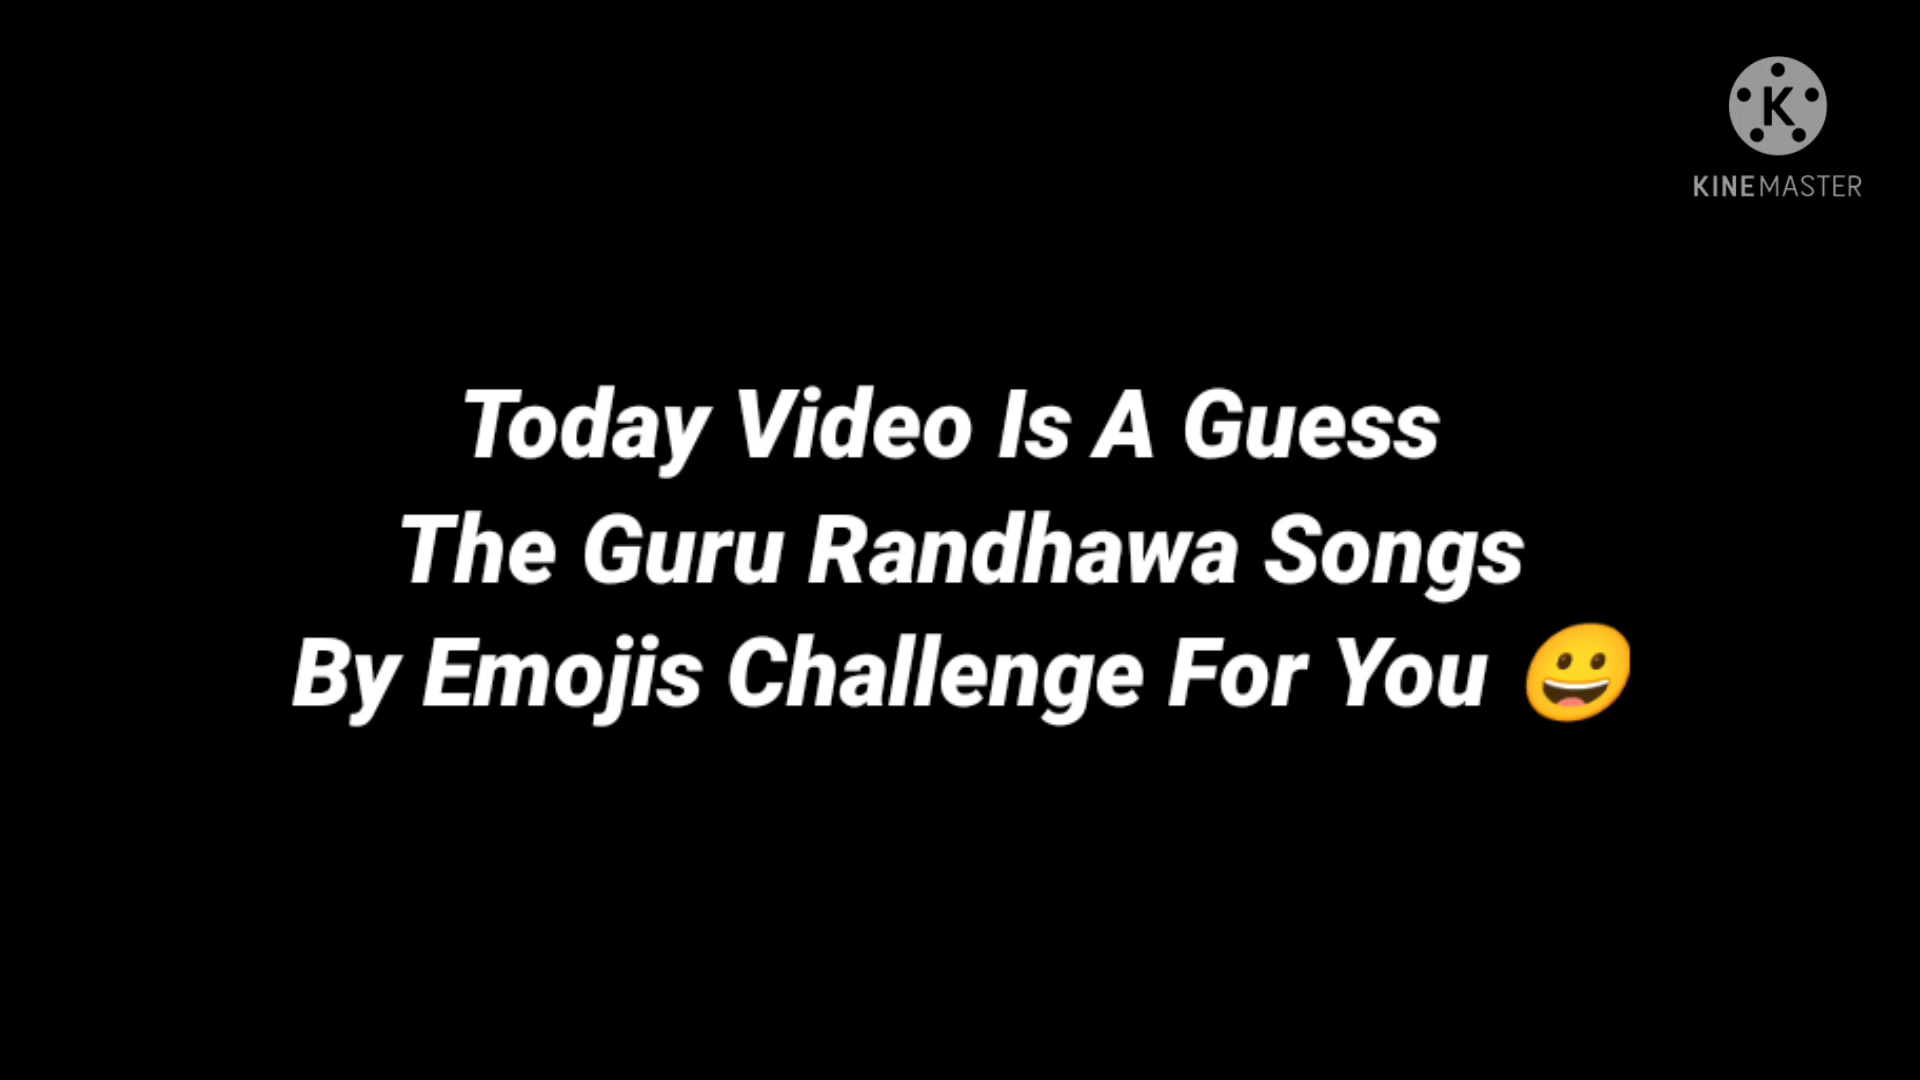 K
KINEMASTER
Today Video Is A Guess
The Guru Randhawa Songs
By Emojis Challenge For You 😀